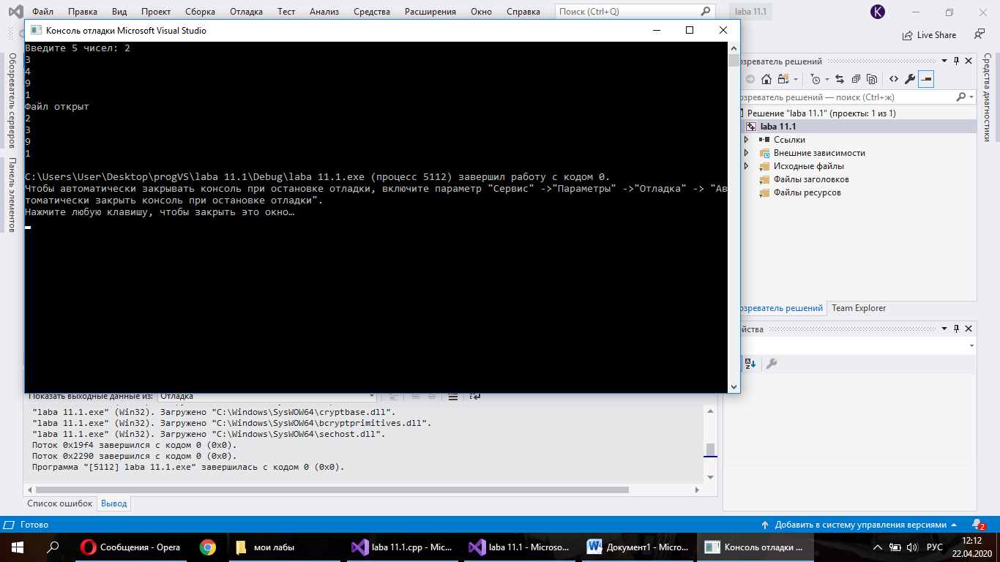 Файл Правка Вид Проект Сборка Отладка Тест Анализ Средства Расширения Окно Справка Поиск (Ctrl+Q) laba 11.1 K
Консоль отладки Microsoft Visual Studio
Live Share
Обозреватель серверов
Панель элементов
Введите 5 чисел: 2
3
4
9
1
Файл открыт
2
3
9
1
C:\Users\User\Desktop\progVS\laba 11.1\Debug\laba 11.1.exe (процесс 5112) завершил работу с кодом 0.
Чтобы автоматически закрывать консоль при остановке отладки, включите параметр "Сервис" ->"Параметры" ->"Отладка" -> "Ав
томатически закрыть консоль при остановке отладки".
Нажмите любую клавишу, чтобы закрыть это окно…
озреватель решений
озреватель решений — поиск (Ctrl+ж)
Решение "laba 11.1" (проекты: 1 из 1)
laba 11.1
Ссылки
Внешние зависимости
Исходные файлы
Файлы заголовков
Файлы ресурсов
озреватель решений Team Explorer
ойства
Средства диагностики
Показать выходные данные из: Отладка
"laba 11.1.exe" (Win32). Загружено "C:\Windows\SysWOW64\cryptbase.dll".
"laba 11.1.exe" (Win32). Загружено "C:\Windows\SysWOW64\bcryptprimitives.dll".
"laba 11.1.exe" (Win32). Загружено "C:\Windows\SysWOW64\sechost.dll".
Поток 0x19f4 завершился с кодом 0 (0x0).
Поток 0x2290 завершился с кодом 0 (0x0).
Программа "[5112] laba 11.1.exe" завершилась с кодом 0 (0x0).
Список ошибок Вывод
Готово
Добавить в систему управления версиями 2
Сообщения - Opera мои лабы laba 11.1.cpp - Mic... laba 11.1 - Microso... Документ1 - Micro... Консоль отладки ... РУС
12:12
22.04.2020